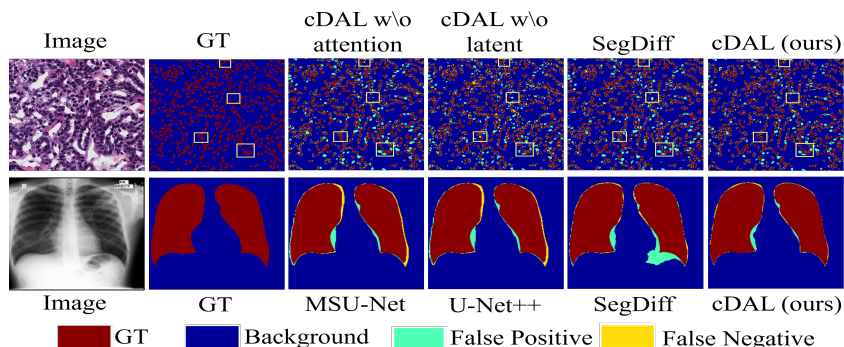 Image
GT
cDAL w\o
attention
cDAL w\o
latent
SegDiff
cDAL (ours)
Image
GT
MSU-Net
U-Net++
SegDiff
cDAL (ours)
GT
Background
False Positive
False Negative